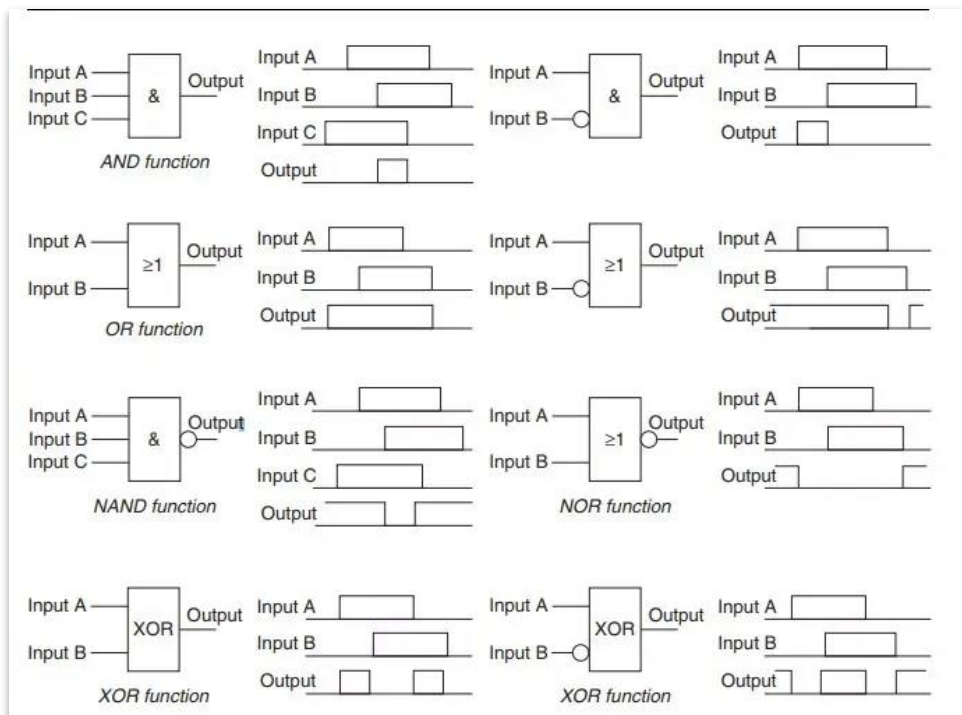 Input A
Input B
Input C
&
Output
AND function
Input A
Input B
Input C
Output
Input A
Input B
&
Output
Input A
Input B
Output
Input A
Input B
≥1
Output
OR function
Input A
Input B
Output
Input A
Input B
≥1
Output
Input A
Input B
Output
Input A
Input B
Input C
&
Output
NAND function
Input A
Input B
Input C
Output
Input A
Input B
≥1
Output
NOR function
Input A
Input B
Output
Input A
Input B
XOR
Output
XOR function
Input A
Input B
Output
Input A
Input B
XOR
Output
XOR function
Input A
Input B
Output